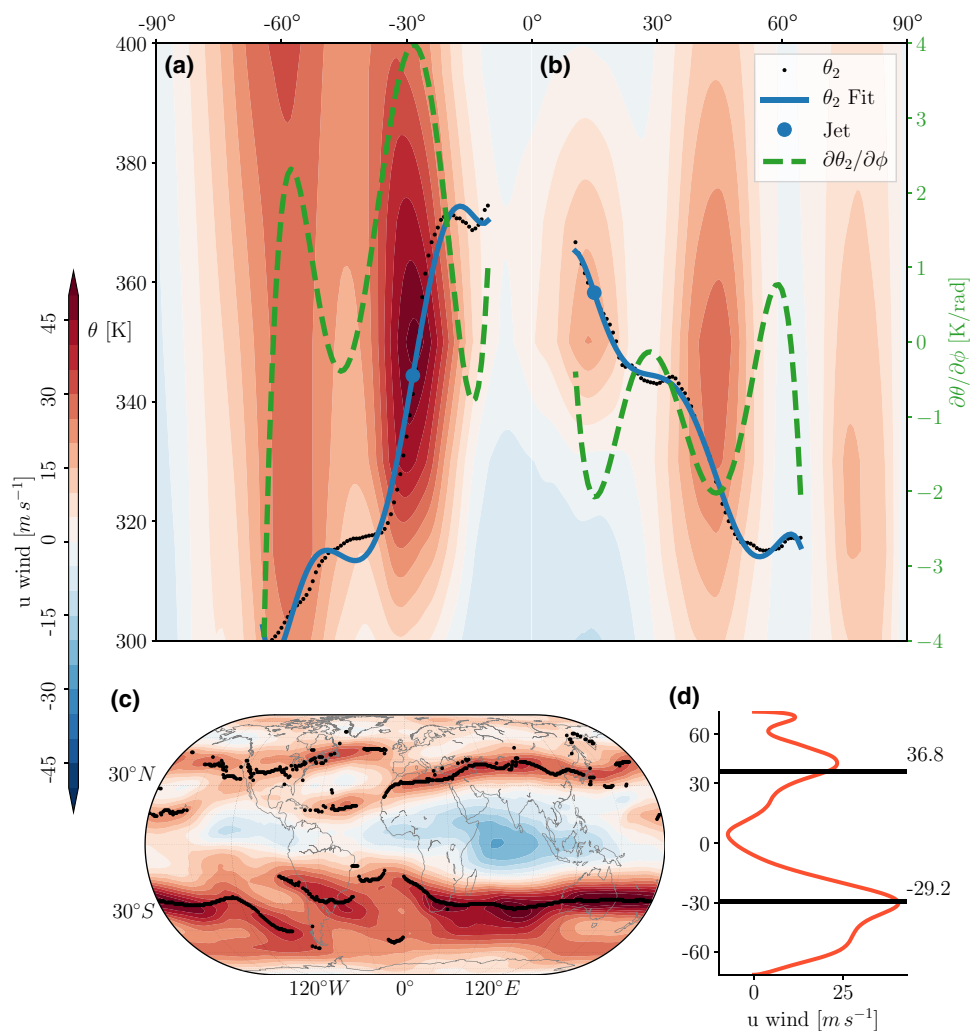 -90° -60° -30° 0° 30° 60° 90°
(a) (b)
400
380
360
θ [K]
340
320
300
θ₂
θ₂ Fit
Jet
∂θ₂/∂ϕ
4
3
2
1
0
−1
−2
−3
−4
∂θ/∂ϕ [K/rad]
u wind [m s⁻¹]
45
30
15
0
-15
-30
-45
(c)
30°N
30°S
120°W 0° 120°E
(d)
60
30
0
-30
-60
36.8
-29.2
0 25
u wind [m s⁻¹]